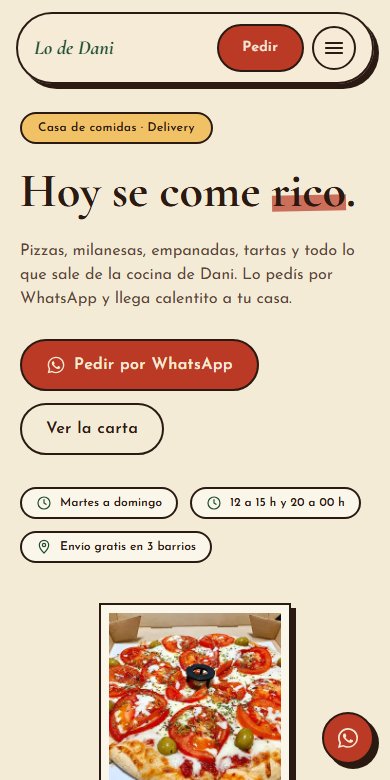 Lo de Dani
Pedir
Casa de comidas · Delivery
Hoy se come rico.
Pizzas, milanesas, empanadas, tartas y todo lo
que sale de la cocina de Dani. Lo pedís por
WhatsApp y llega calentito a tu casa.
Pedir por WhatsApp
Ver la carta
Martes a domingo
12 a 15 h y 20 a 00 h
Envío gratis en 3 barrios